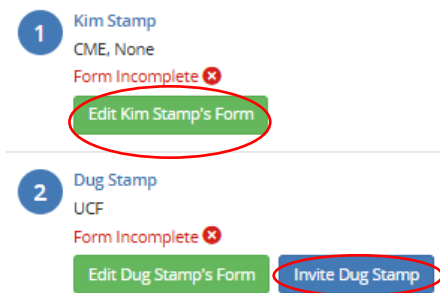 1
Kim Stamp
CME, None
Form Incomplete
Edit Kim Stamp's Form
2
Dug Stamp
UCF
Form Incomplete
Edit Dug Stamp's Form Invite Dug Stamp